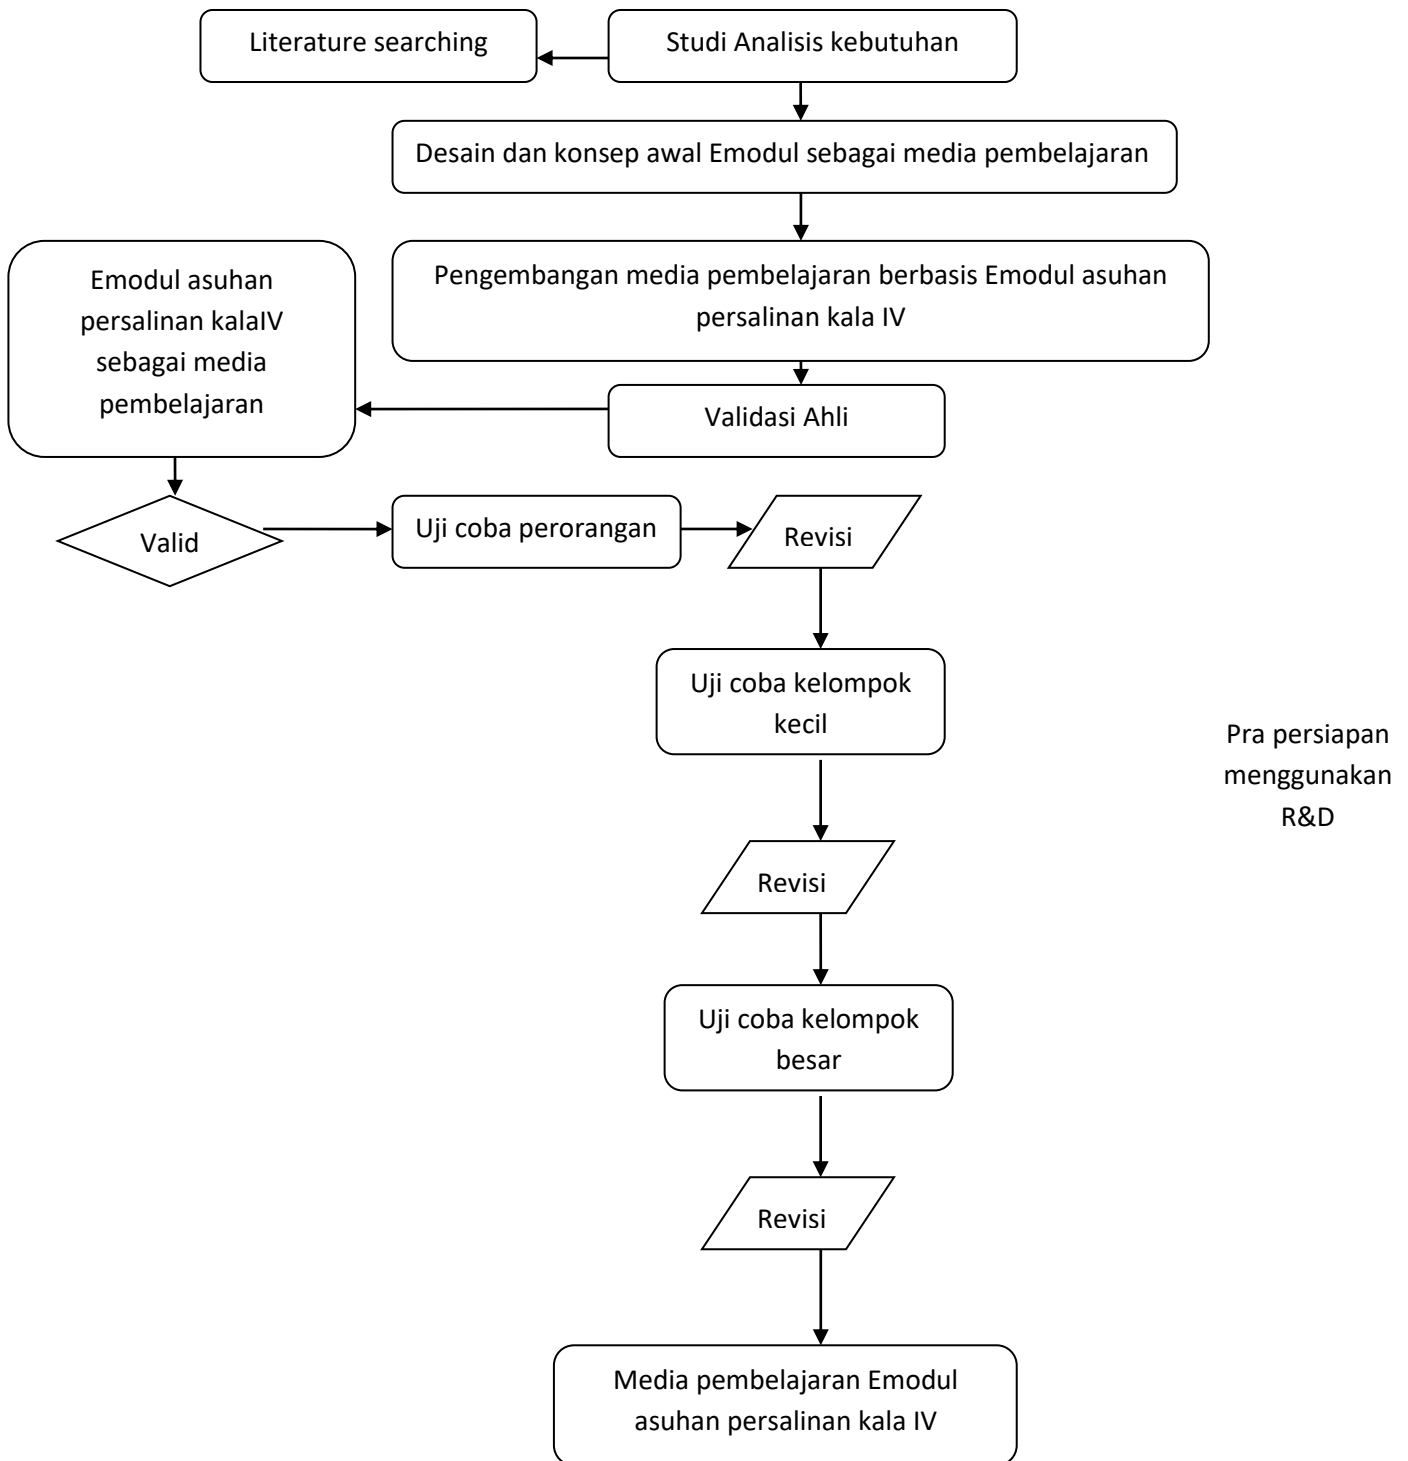 Literature searching
Studi Analisis kebutuhan
Desain dan konsep awal Emodul sebagai media pembelajaran
Pengembangan media pembelajaran berbasis Emodul asuhan
persalinan kala IV
Emodul asuhan
persalinan kalaIV
sebagai media
pembelajaran
Validasi Ahli
Valid
Uji coba perorangan
Revisi
Uji coba kelompok
kecil
Pra persiapan
menggunakan
R&D
Revisi
Uji coba kelompok
besar
Revisi
Media pembelajaran Emodul
asuhan persalinan kala IV